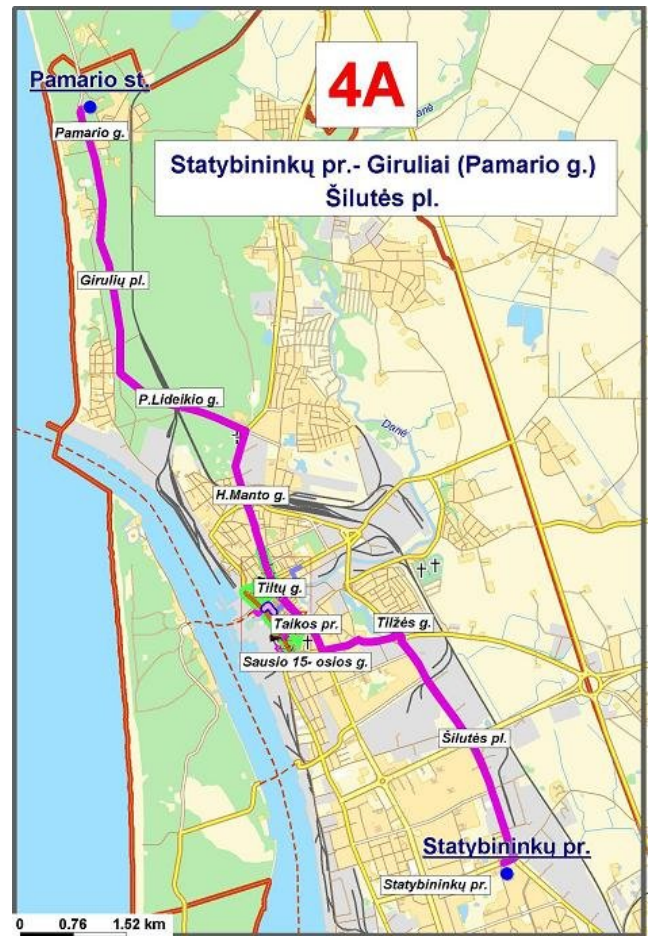 Pamario st.
4A
Danė
Pamario g.
Statybininkų pr.- Giruliai (Pamario g.)
Šilutės pl.
Girulių pl.
P.Lideikio g.
Danė
H.Manto g.
Tiltų g.
Taikos pr.
Tilžės g.
Sausio 15- osios g.
Šilutės pl.
Statybininkų pr.
Statybininkų pr.
0 0.76 1.52 km